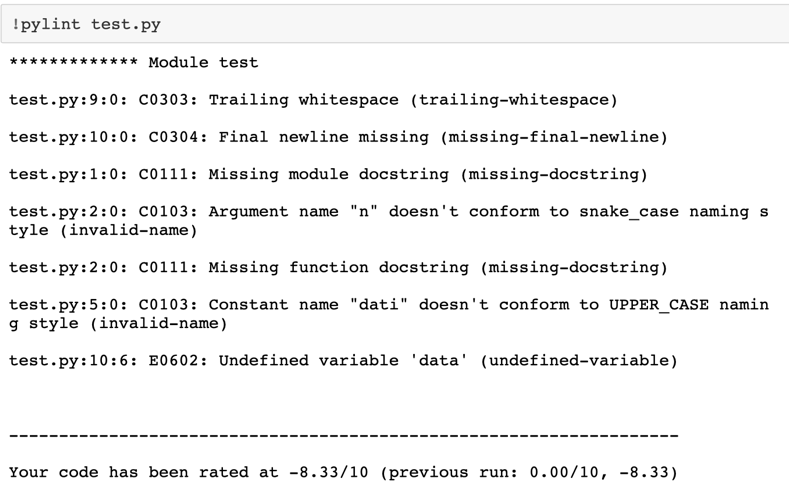 !pylint test.py
************* Module test
test.py:9:0: C0303: Trailing whitespace (trailing-whitespace)
test.py:10:0: C0304: Final newline missing (missing-final-newline)
test.py:1:0: C0111: Missing module docstring (missing-docstring)
test.py:2:0: C0103: Argument name "n" doesn't conform to snake_case naming s
tyle (invalid-name)
test.py:2:0: C0111: Missing function docstring (missing-docstring)
test.py:5:0: C0103: Constant name "dati" doesn't conform to UPPER_CASE namin
g style (invalid-name)
test.py:10:6: E0602: Undefined variable 'data' (undefined-variable)
-------------------------------------------------------------------
Your code has been rated at -8.33/10 (previous run: 0.00/10, -8.33)